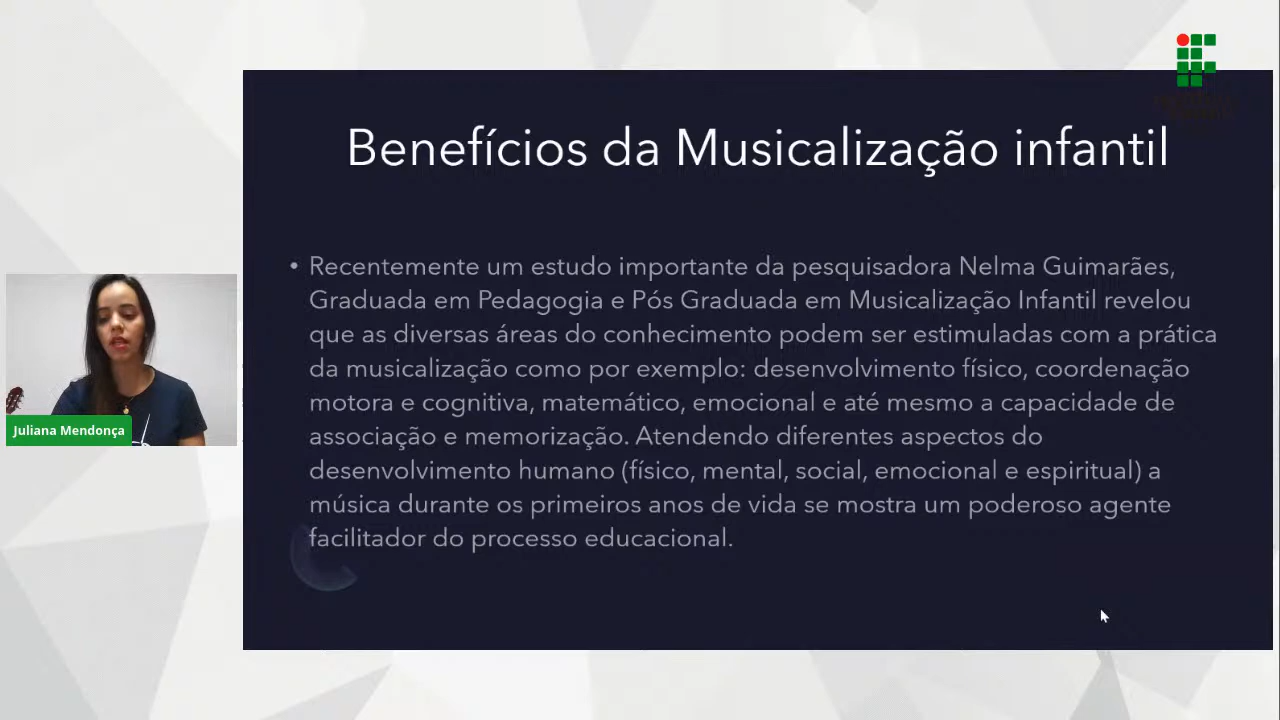 Benefícios da Musicalização infantil
• Recentemente um estudo importante da pesquisadora Nelma Guimarães,
Graduada em Pedagogia e Pós Graduada em Musicalização Infantil revelou
que as diversas áreas do conhecimento podem ser estimuladas com a prática
da musicalização como por exemplo: desenvolvimento físico, coordenação
motora e cognitiva, matemático, emocional e até mesmo a capacidade de
associação e memorização. Atendendo diferentes aspectos do
desenvolvimento humano (físico, mental, social, emocional e espiritual) a
música durante os primeiros anos de vida se mostra um poderoso agente
facilitador do processo educacional.
Juliana Mendonça